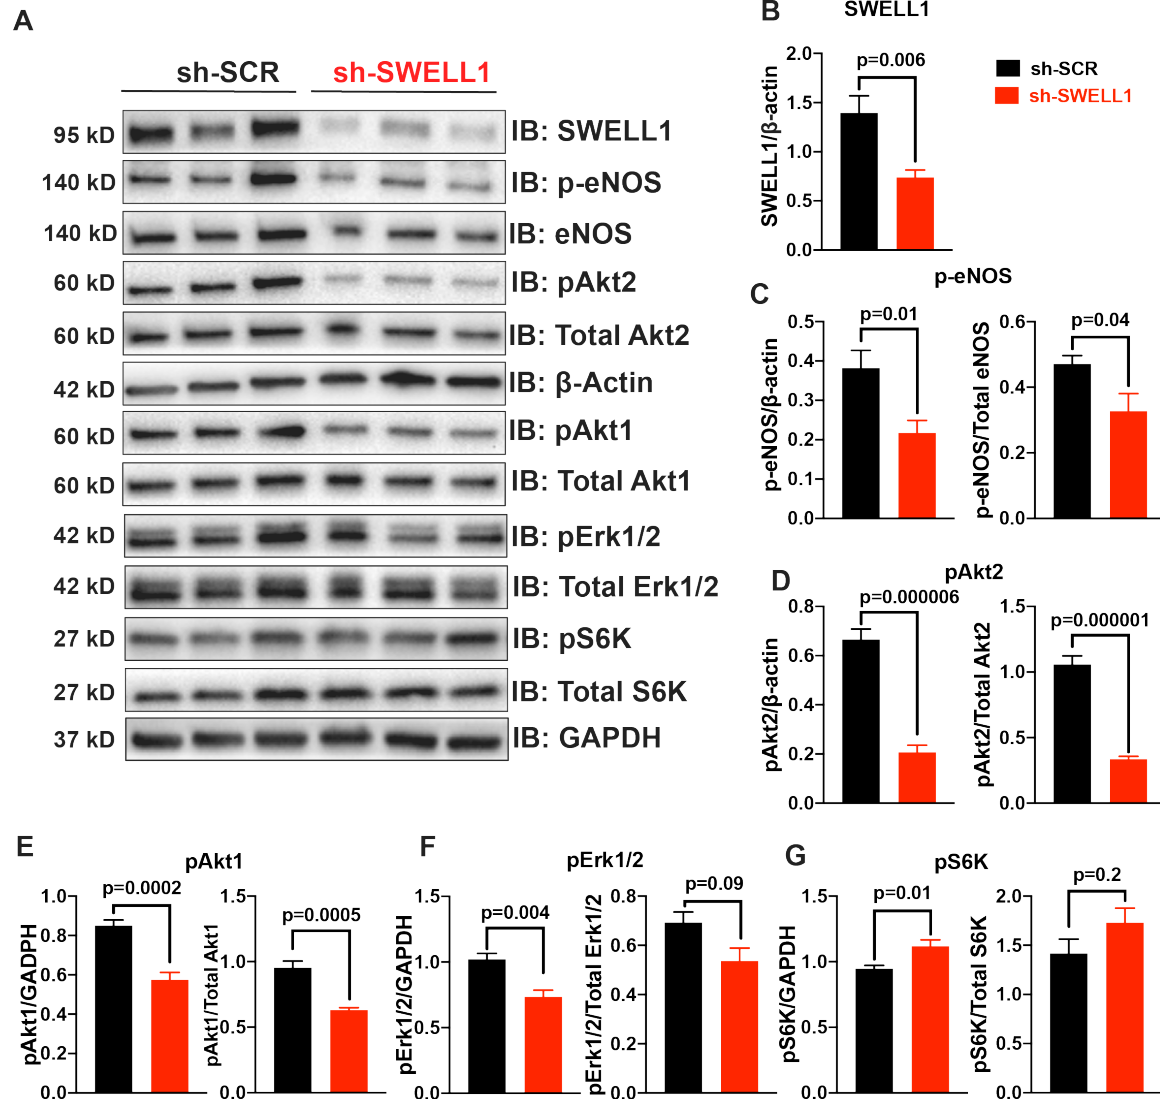 A
sh-SCR
sh-SWELL1
95 kD
IB: SWELL1
140 kD
IB: p-eNOS
140 kD
IB: eNOS
60 kD
IB: pAkt2
60 kD
IB: Total Akt2
42 kD
IB: β-Actin
60 kD
IB: pAkt1
60 kD
IB: Total Akt1
42 kD
IB: pErk1/2
42 kD
IB: Total Erk1/2
27 kD
IB: pS6K
27 kD
IB: Total S6K
37 kD
IB: GAPDH
B
SWELL1
SWELL1/β-actin
2.0
1.5
1.0
0.5
0.0
p=0.006
sh-SCR
sh-SWELL1
C
p-eNOS
p-eNOS/β-actin
0.5
0.4
0.3
0.2
0.1
0.0
p=0.01
p-eNOS/Total eNOS
0.6
0.4
0.2
0.0
p=0.04
D
pAkt2
pAkt2/β-actin
0.8
0.6
0.4
0.2
0.0
p=0.000006
pAkt2/Total Akt2
1.5
1.0
0.5
0.0
p=0.000001
E
pAkt1
pAkt1/GADPH
1.0
0.8
0.6
0.4
0.2
0.0
p=0.0002
pAkt1/Total Akt1
1.5
1.0
0.5
0.0
p=0.0005
F
pErk1/2
pErk1/2/GAPDH
1.5
1.0
0.5
0.0
p=0.004
pErk1/2/Total Erk1/2
0.8
0.6
0.4
0.2
0.0
p=0.09
G
pS6K
pS6K/GAPDH
1.5
1.0
0.5
0.0
p=0.01
pS6K/Total S6K
2.0
1.5
1.0
0.5
0.0
p=0.2